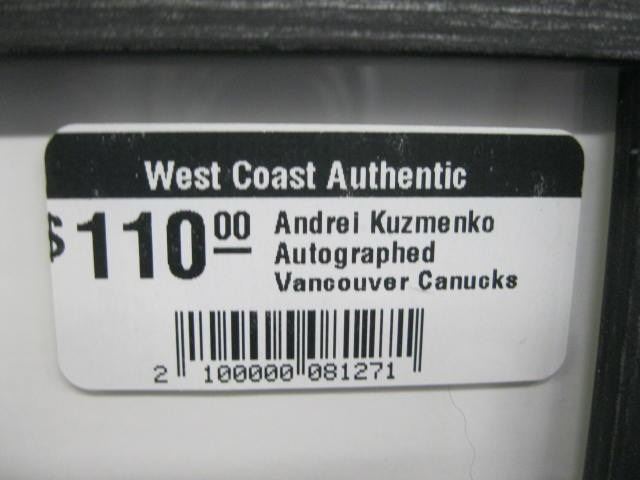 West Coast Authentic
$110.00 Andrei Kuzmenko
Autographed
Vancouver Canucks
2 100000 081271